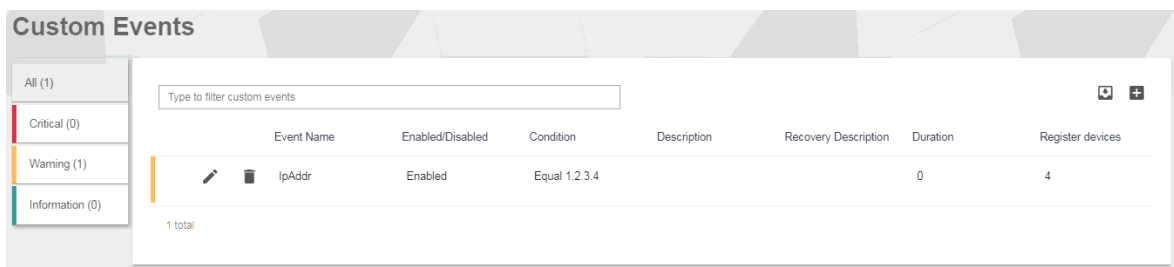 Custom Events
All (1)
Critical (0)
Warning (1)
Information (0)
Type to filter custom events
Event Name Enabled/Disabled Condition Description Recovery Description Duration Register devices
IpAddr Enabled Equal 1.2.3.4 0 4
1 total